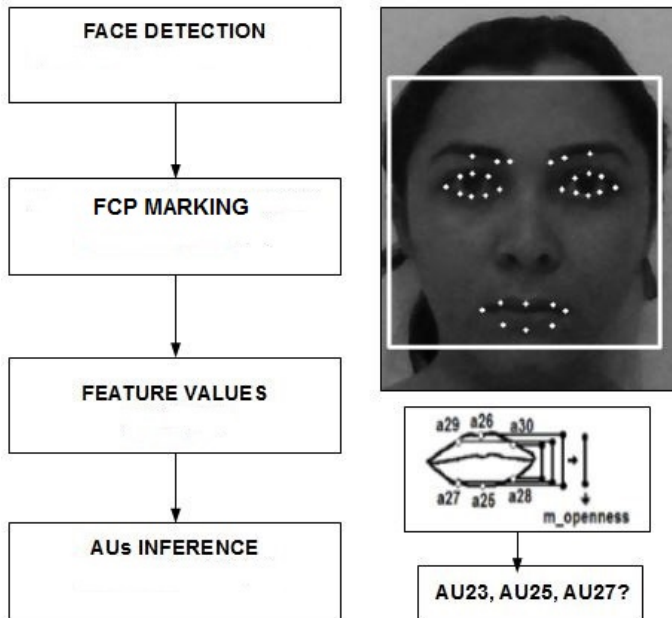 FACE DETECTION
FCP MARKING
FEATURE VALUES
AUs INFERENCE
a29 a26 a30
a27 a25 a28
m_openness
AU23, AU25, AU27?